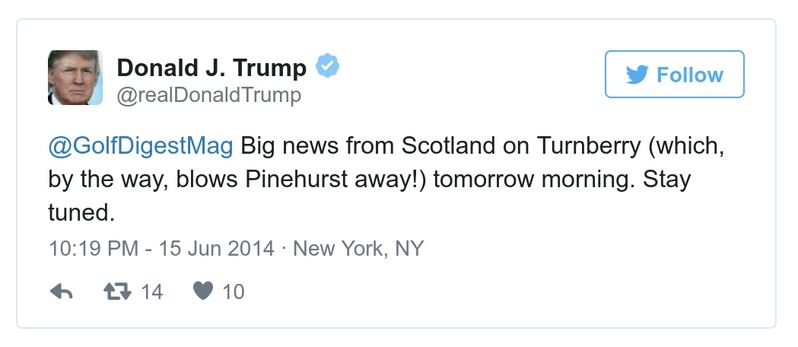 Donald J. Trump
@realDonaldTrump
Follow
@GolfDigestMag Big news from Scotland on Turnberry (which,
by the way, blows Pinehurst away!) tomorrow morning. Stay
tuned.
10:19 PM - 15 Jun 2014 · New York, NY
14 10